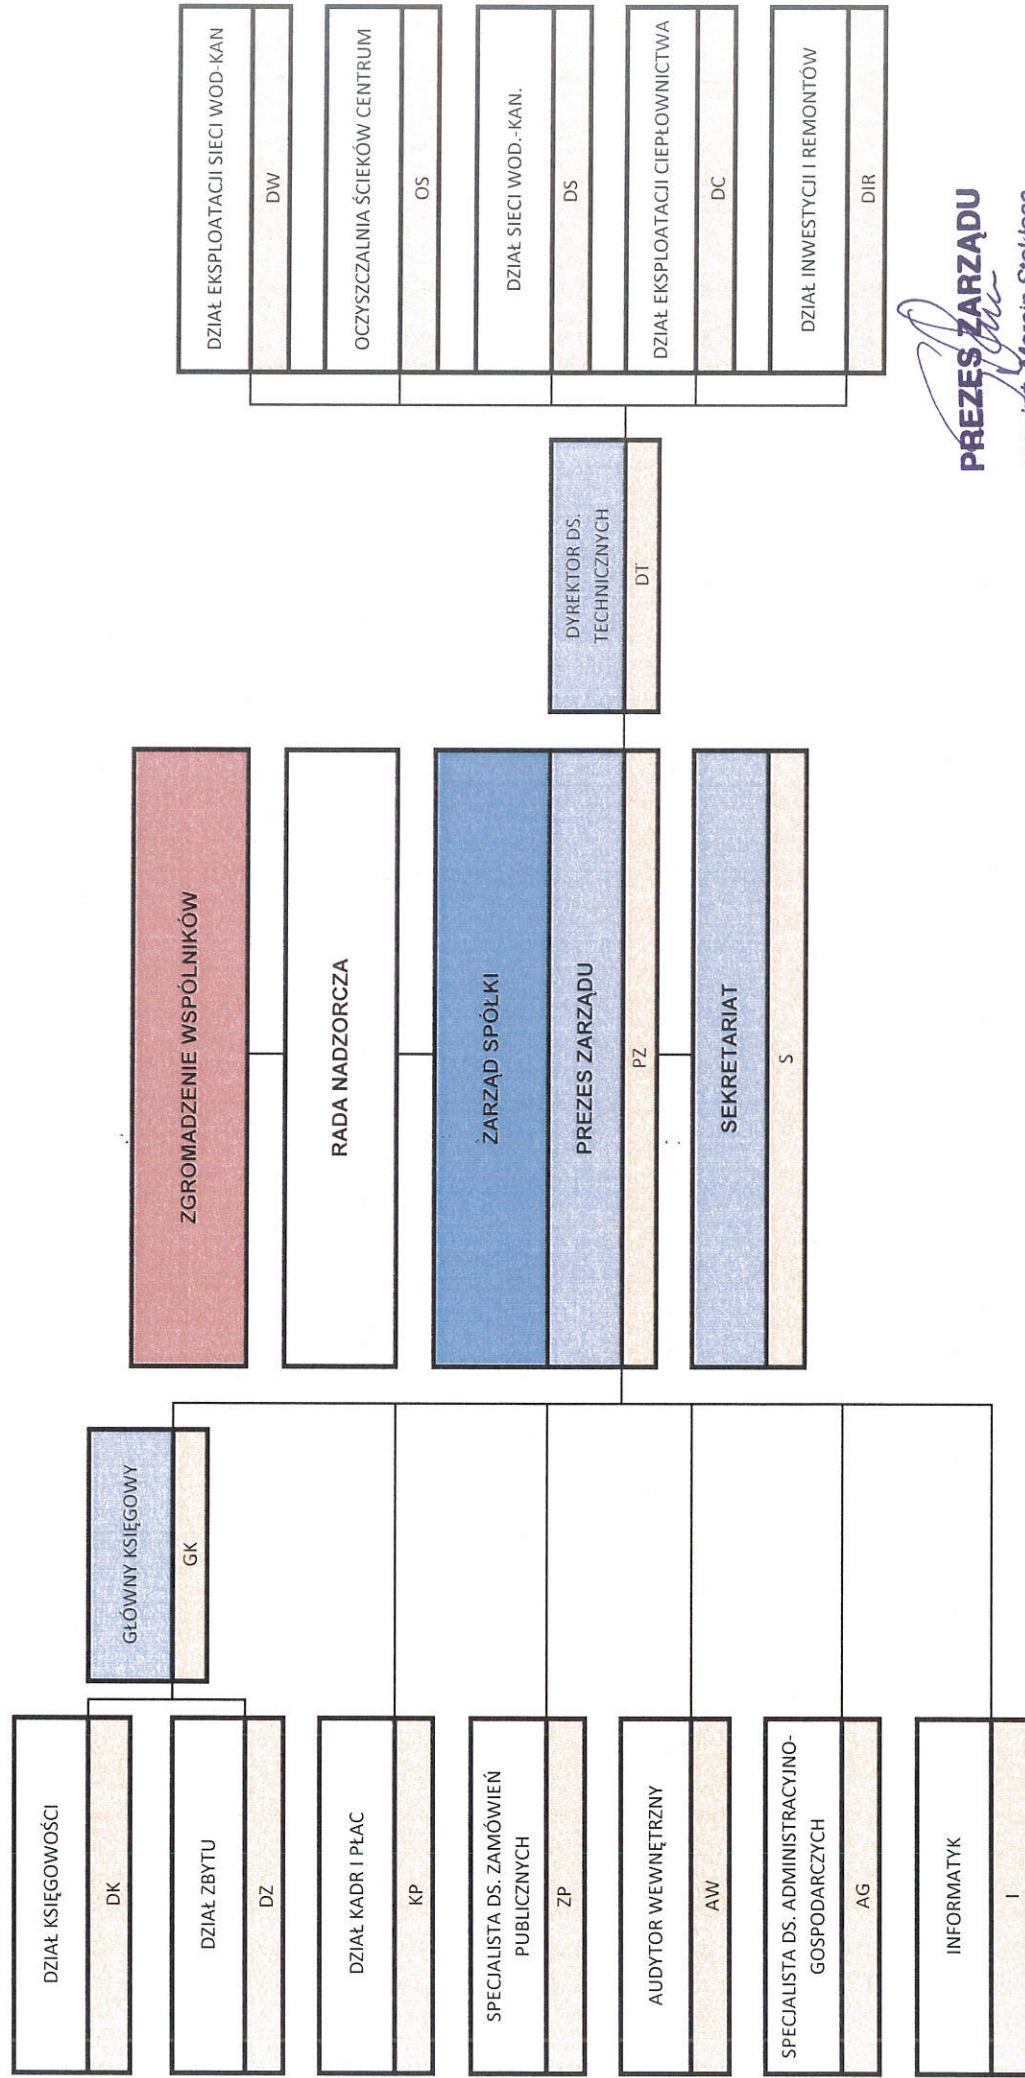 ZGROMADZENIE WSPÓLNIKÓW
RADA NADZORCZA
ZARZĄD SPÓŁKI
PREZES ZARZĄDU
PZ
SEKRETARIAT
S
GŁÓWNY KSIĘGOWY
GK
DZIAŁ KSIĘGOWOŚCI
DK
DZIAŁ ZBYTU
DZ
DZIAŁ KADR I PŁAC
KP
SPECJALISTA DS. ZAMÓWIEŃ
PUBLICZNYCH
ZP
AUDYTOR WEWNĘTRZNY
AW
SPECJALISTA DS. ADMINISTRACYJNO-
GOSPODARCZYCH
AG
INFORMATYK
I
DYREKTOR DS.
TECHNICZNYCH
DT
DZIAŁ EKSPLOATACJI SIECI WOD-KAN
DW
OCZYSZCZALNIA ŚCIEKÓW CENTRUM
OS
DZIAŁ SIECI WOD.-KAN.
DS
DZIAŁ EKSPLOATACJI CIEPŁOWNICTWA
DC
DZIAŁ INWESTYCJI I REMONTÓW
DIR
PREZES ZARZĄDU
Marcin